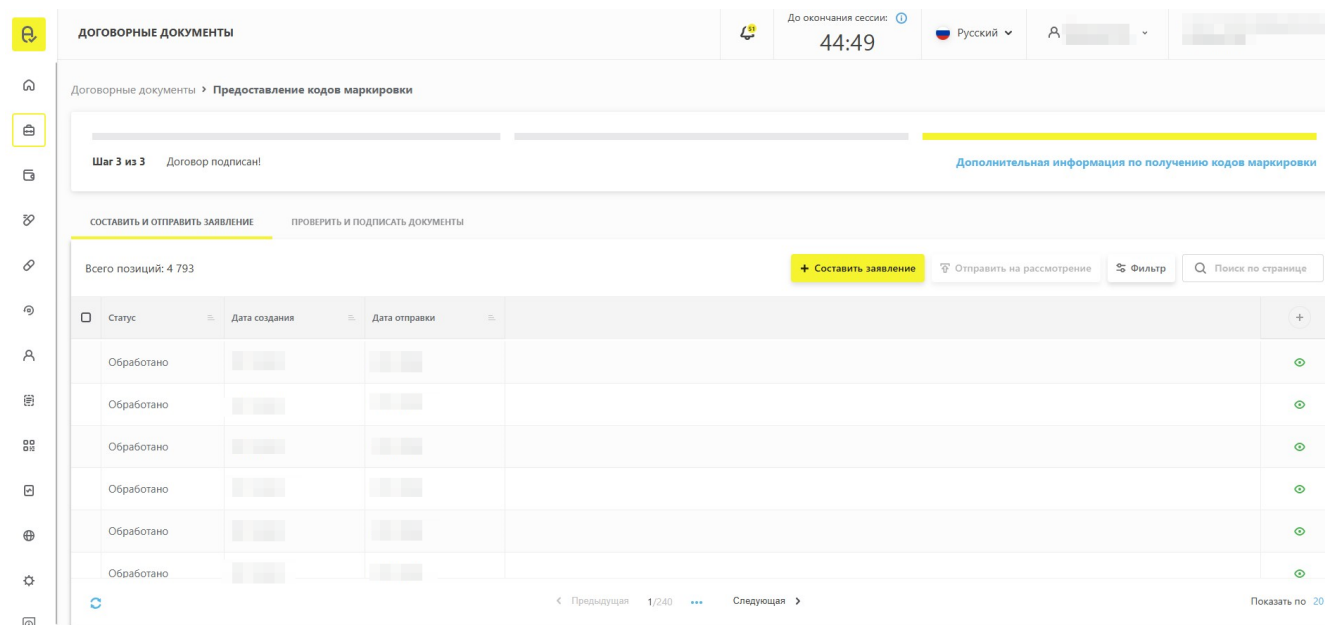 ДОГОВОРНЫЕ ДОКУМЕНТЫ
51
До окончания сессии:
44:49
Русский
Договорные документы > Предоставление кодов маркировки
Шаг 3 из 3 Договор подписан!
Дополнительная информация по получению кодов маркировки
СОСТАВИТЬ И ОТПРАВИТЬ ЗАЯВЛЕНИЕ ПРОВЕРИТЬ И ПОДПИСАТЬ ДОКУМЕНТЫ
Всего позиций: 4 793
+ Составить заявление Отправить на рассмотрение Фильтр Поиск по странице
Статус Дата создания Дата отправки
Обработано
Обработано
Обработано
Обработано
Обработано
Обработано
< Предыдущая 1/240 ••• Следующая > Показать по 20